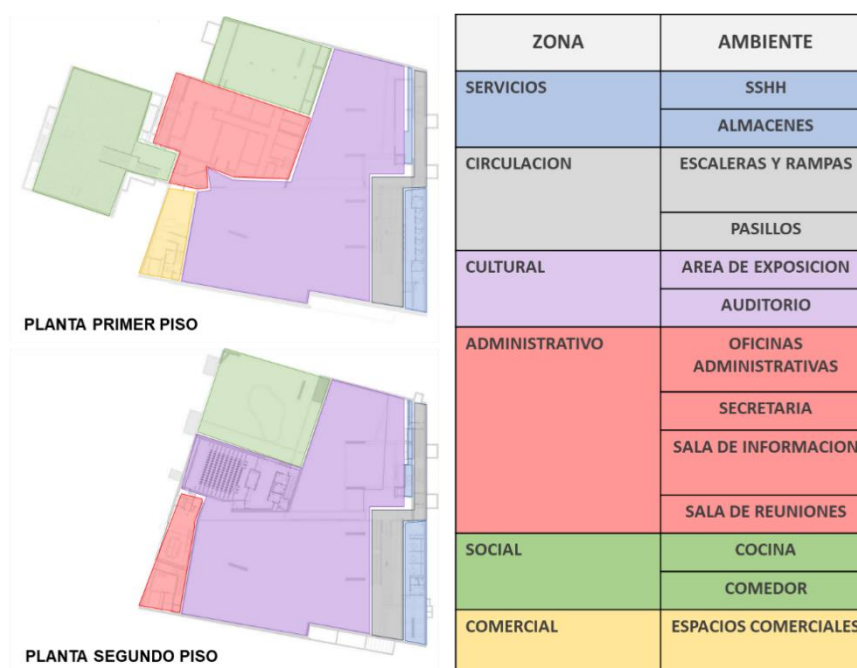 PLANTA PRIMER PISO
PLANTA SEGUNDO PISO
ZONA AMBIENTE
SERVICIOS SSHH
ALMACENES
CIRCULACION ESCALERAS Y RAMPAS
PASILLOS
CULTURAL AREA DE EXPOSICION
AUDITORIO
ADMINISTRATIVO OFICINAS
ADMINISTRATIVAS
SECRETARIA
SALA DE INFORMACION
SALA DE REUNIONES
SOCIAL COCINA
COMEDOR
COMERCIAL ESPACIOS COMERCIALES